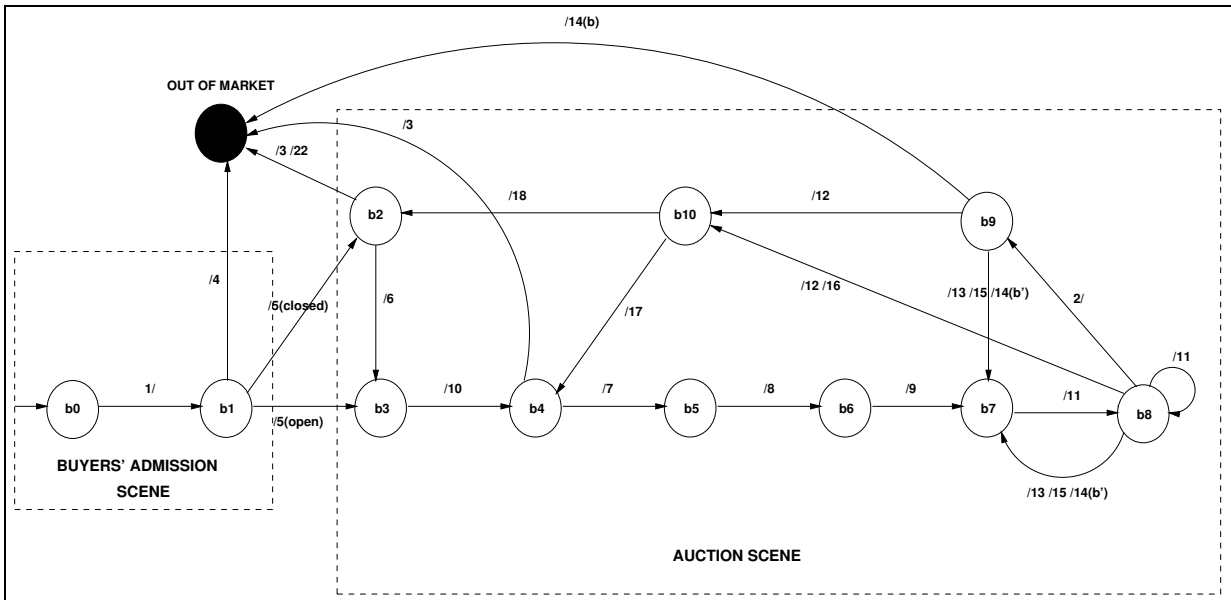 /14(b)
OUT OF MARKET
/3
/3 /22
/18
/12
b2
b10
b9
/4
/5(closed)
/6
/17
/12 /16
/13 /15 /14(b')
2/
/11
b0
1/
b1
/5(open)
b3
/10
b4
/7
b5
/8
b6
/9
b7
/11
b8
BUYERS' ADMISSION
SCENE
/13 /15 /14(b')
AUCTION SCENE